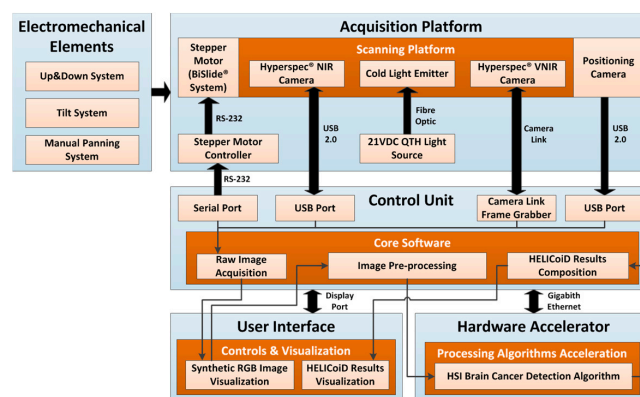 Electromechanical
Elements
Up&Down System
Tilt System
Manual Panning
System
Acquisition Platform
Stepper
Motor
(BiSlide®
System)
Scanning Platform
Hyperspec® NIR
Camera
Cold Light Emitter
Hyperspec® VNIR
Camera
Positioning
Camera
RS-232
USB
2.0
Fibre
Optic
Camera
Link
USB
2.0
Stepper Motor
Controller
21VDC QTH Light
Source
RS-232
Control Unit
Serial Port
USB Port
Camera Link
Frame Grabber
USB Port
Core Software
Raw Image
Acquisition
Image Pre-processing
HELICoiD Results
Composition
Display
Port
Gigabith
Ethernet
User Interface
Controls & Visualization
Synthetic RGB Image
Visualization
HELICoiD Results
Visualization
Hardware Accelerator
Processing Algorithms Acceleration
HSI Brain Cancer Detection Algorithm